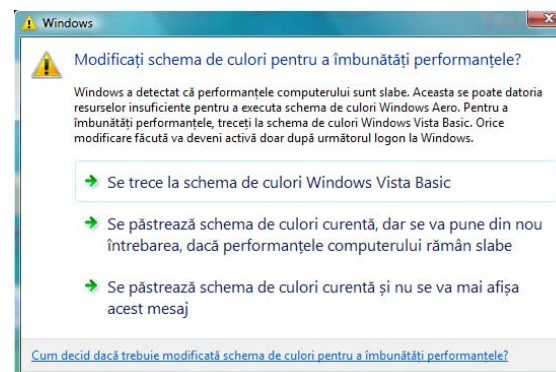 Windows
Modificați schema de culori pentru a îmbunătăți performanțele?
Windows a detectat că performanțele computerului sunt slabe. Aceasta se poate datoria
resurselor insuficiente pentru a executa schema de culori Windows Aero. Pentru a
îmbunătăți performanțele, treceți la schema de culori Windows Vista Basic. Orice
modificare făcută va deveni activă doar după următorul logon la Windows.
Se trece la schema de culori Windows Vista Basic
Se păstrează schema de culori curentă, dar se va pune din nou
întrebarea, dacă performanțele computerului rămân slabe
Se păstrează schema de culori curentă și nu se va mai afișa
acest mesaj
Cum decid dacă trebuie modificată schema de culori pentru a îmbunătăți performanțele?